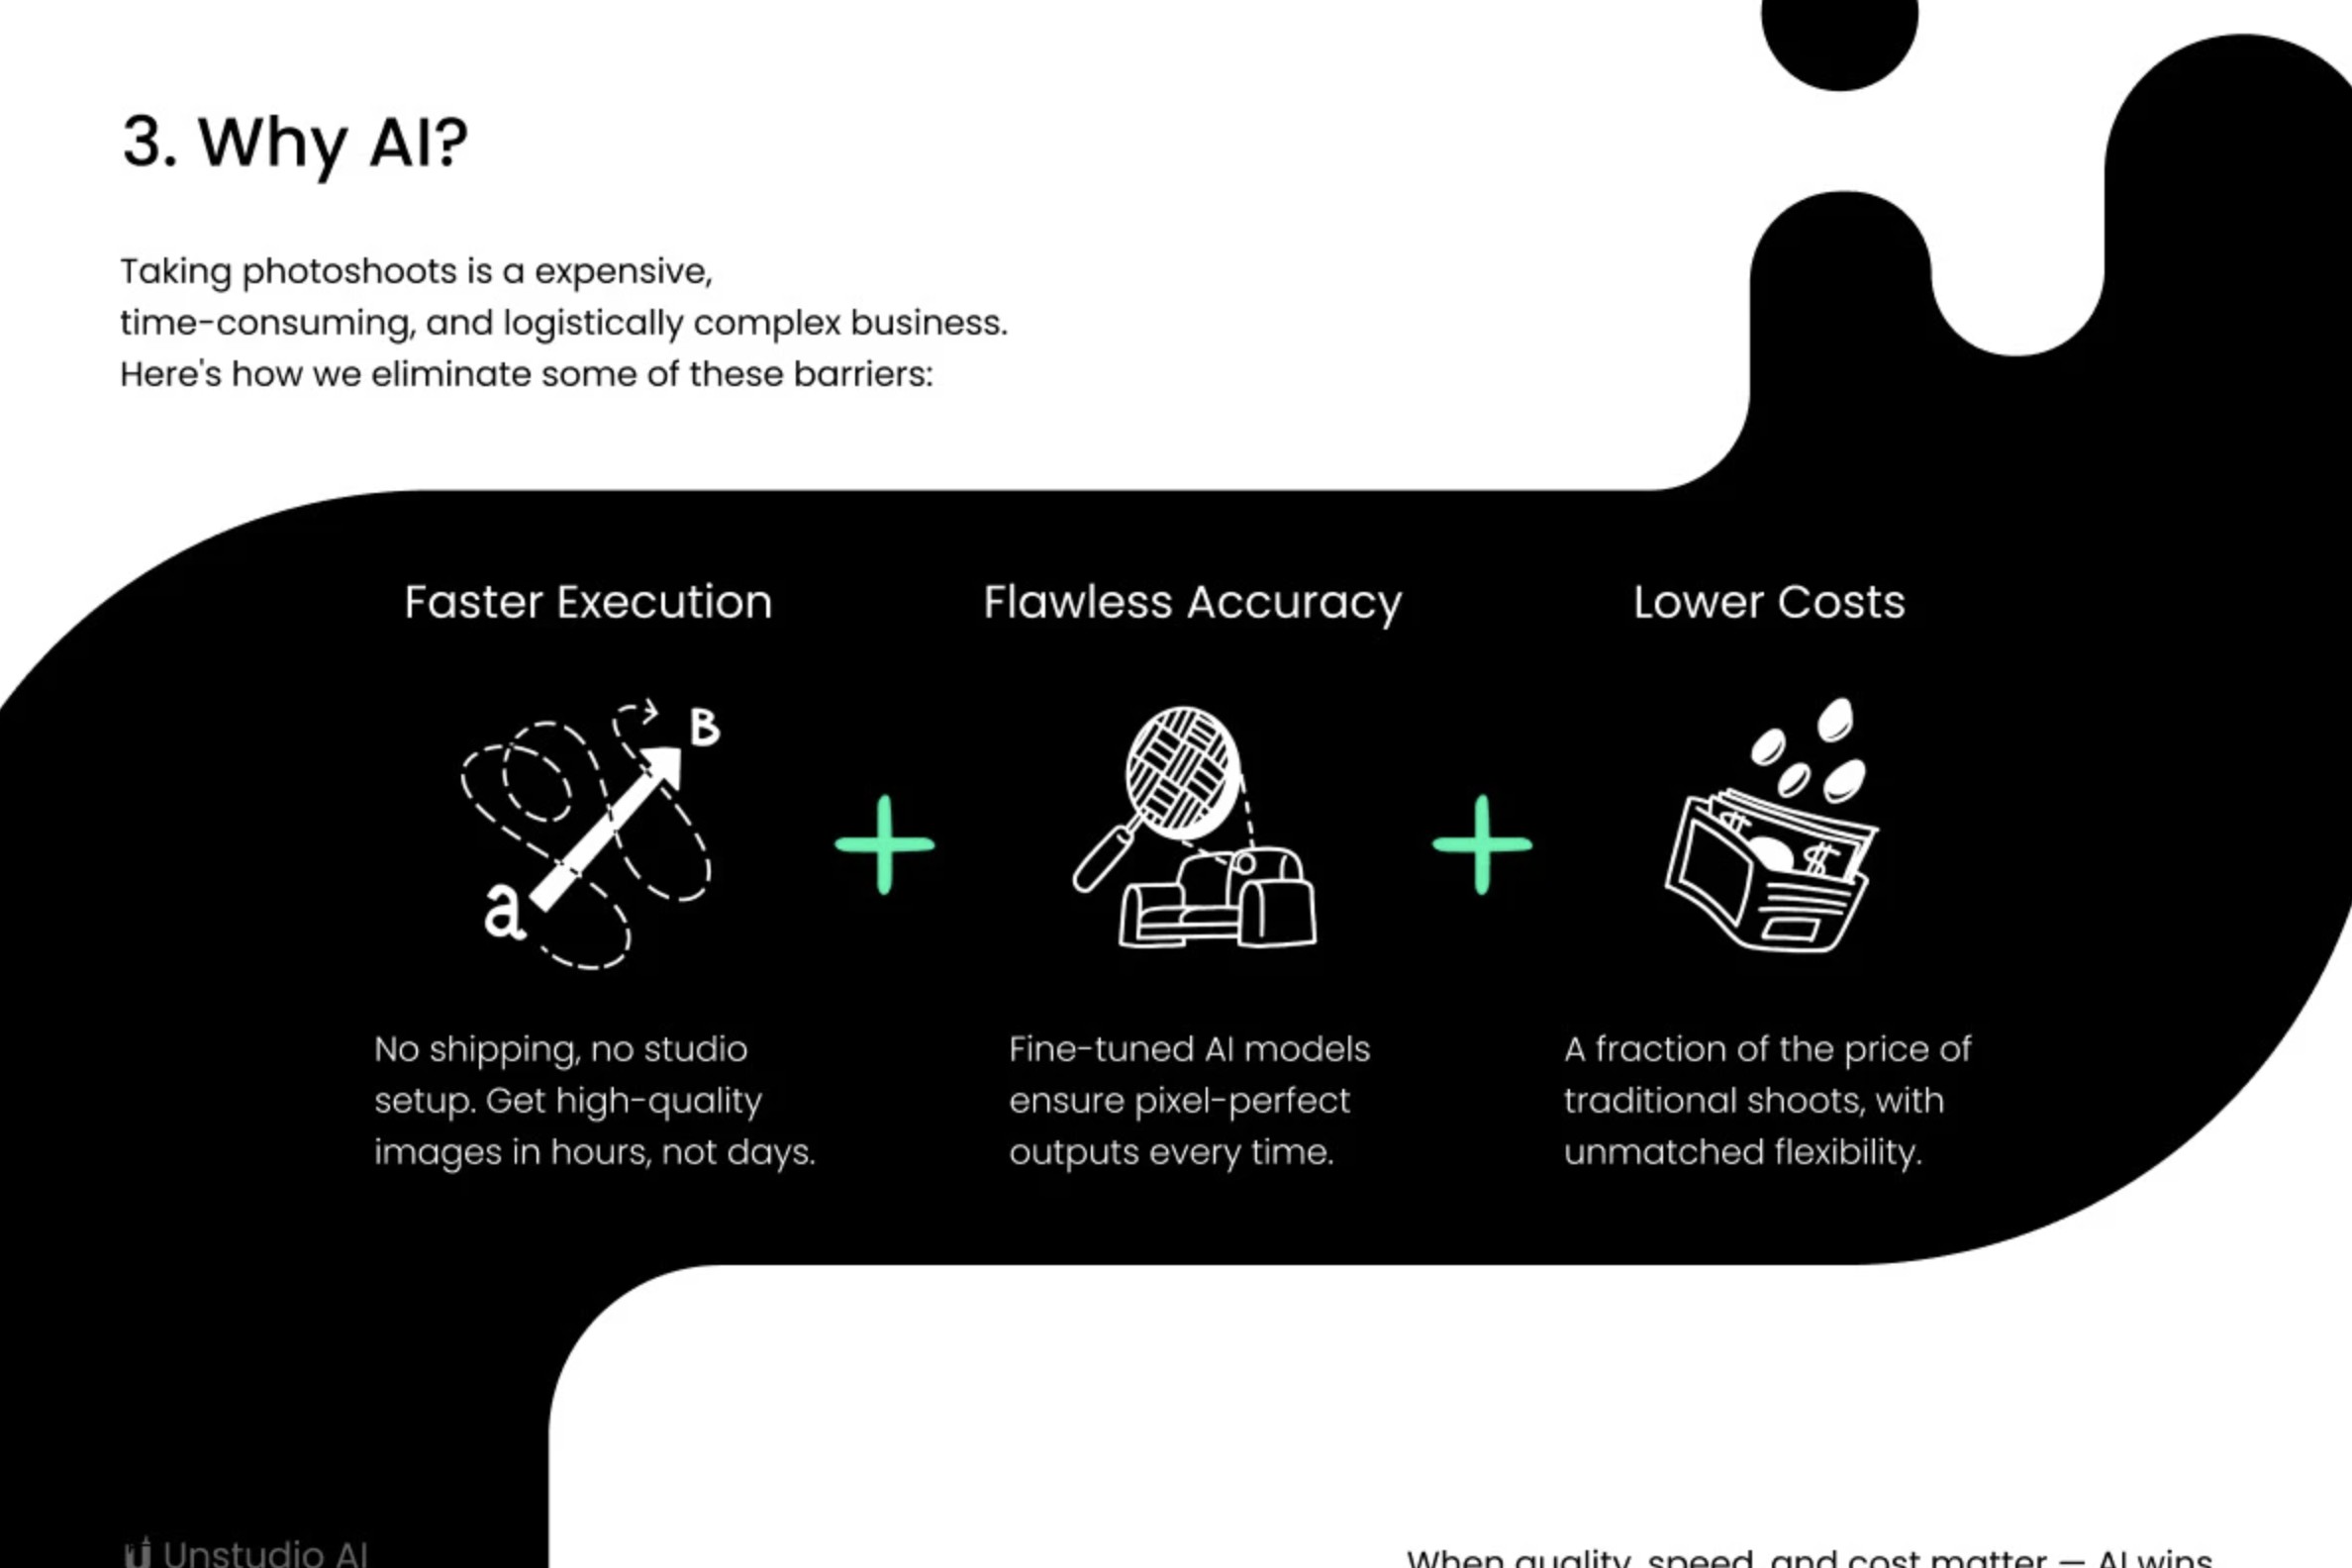 3. Why AI?
Taking photoshoots is a expensive,
time-consuming, and logistically complex business.
Here's how we eliminate some of these barriers:
Faster Execution
Flawless Accuracy
Lower Costs
a
B
$
$
No shipping, no studio
setup. Get high-quality
images in hours, not days.
Fine-tuned AI models
ensure pixel-perfect
outputs every time.
A fraction of the price of
traditional shoots, with
unmatched flexibility.
Unstudio AI
When quality, speed, and cost matter — AI wins